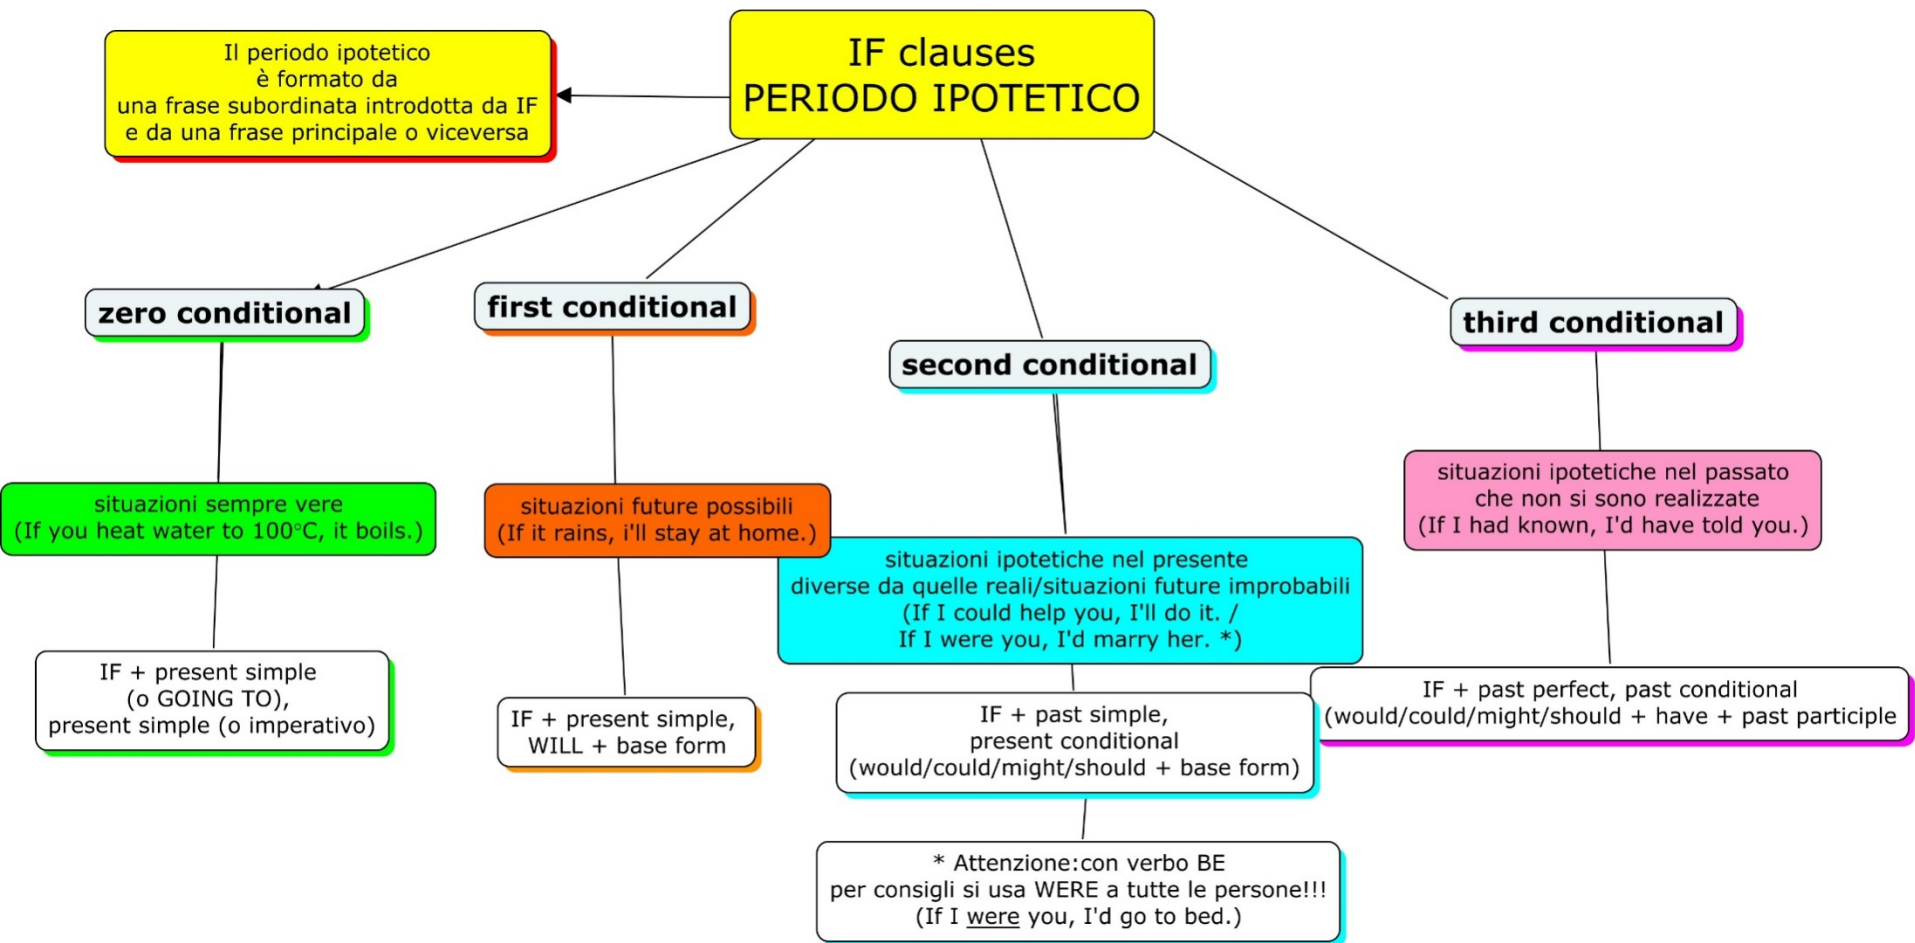 IF clauses
PERIODO IPOTETICO
Il periodo ipotetico
è formato da
una frase subordinata introdotta da IF
e da una frase principale o viceversa
zero conditional
situazioni sempre vere
(If you heat water to 100°C, it boils.)
IF + present simple
(o GOING TO),
present simple (o imperativo)
first conditional
situazioni future possibili
(If it rains, i'll stay at home.)
IF + present simple,
WILL + base form
second conditional
situazioni ipotetiche nel presente
diverse da quelle reali/situazioni future improbabili
(If I could help you, I'll do it. /
If I were you, I'd marry her. *)
IF + past simple,
present conditional
(would/could/might/should + base form)
* Attenzione:con verbo BE
per consigli si usa WERE a tutte le persone!!!
(If I were you, I'd go to bed.)
third conditional
situazioni ipotetiche nel passato
che non si sono realizzate
(If I had known, I'd have told you.)
IF + past perfect, past conditional
(would/could/might/should + have + past participle